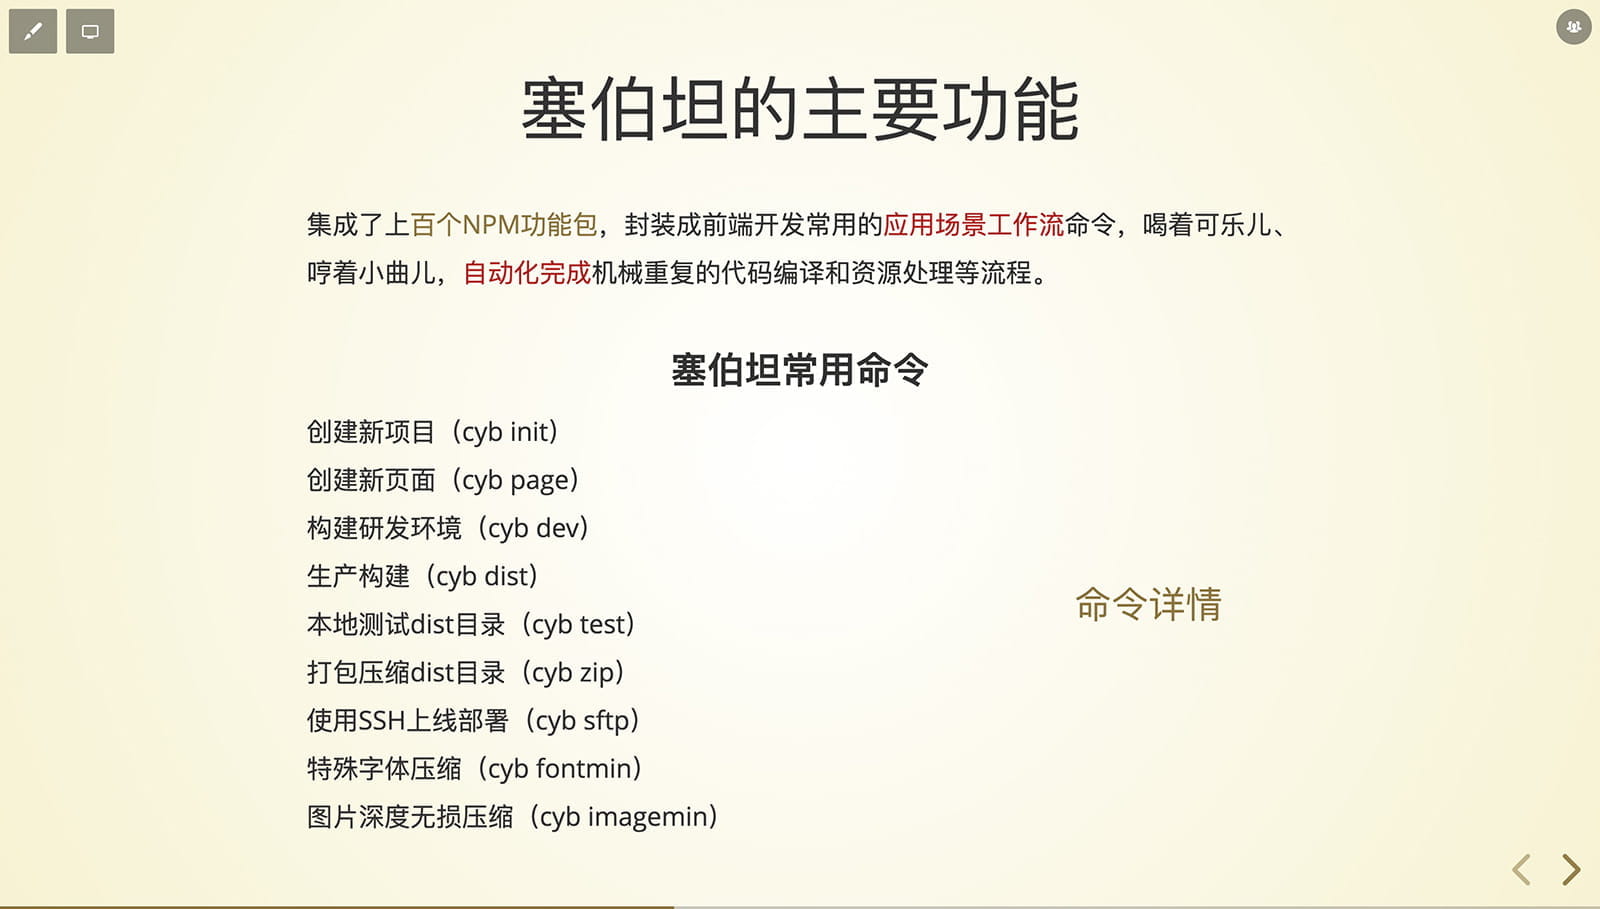 塞伯坦的主要功能
集成了上百个NPM功能包，封装成前端开发常用的应用场景工作流命令，喝着可乐儿、
哼着小曲儿，自动化完成机械重复的代码编译和资源处理等流程。
塞伯坦常用命令
创建新项目（cyb init）
创建新页面（cyb page）
构建研发环境（cyb dev）
生产构建（cyb dist）
本地测试dist目录（cyb test）
打包压缩dist目录（cyb zip）
使用SSH上线部署（cyb sftp）
特殊字体压缩（cyb fontmin）
图片深度无损压缩（cyb imagemin）
命令详情